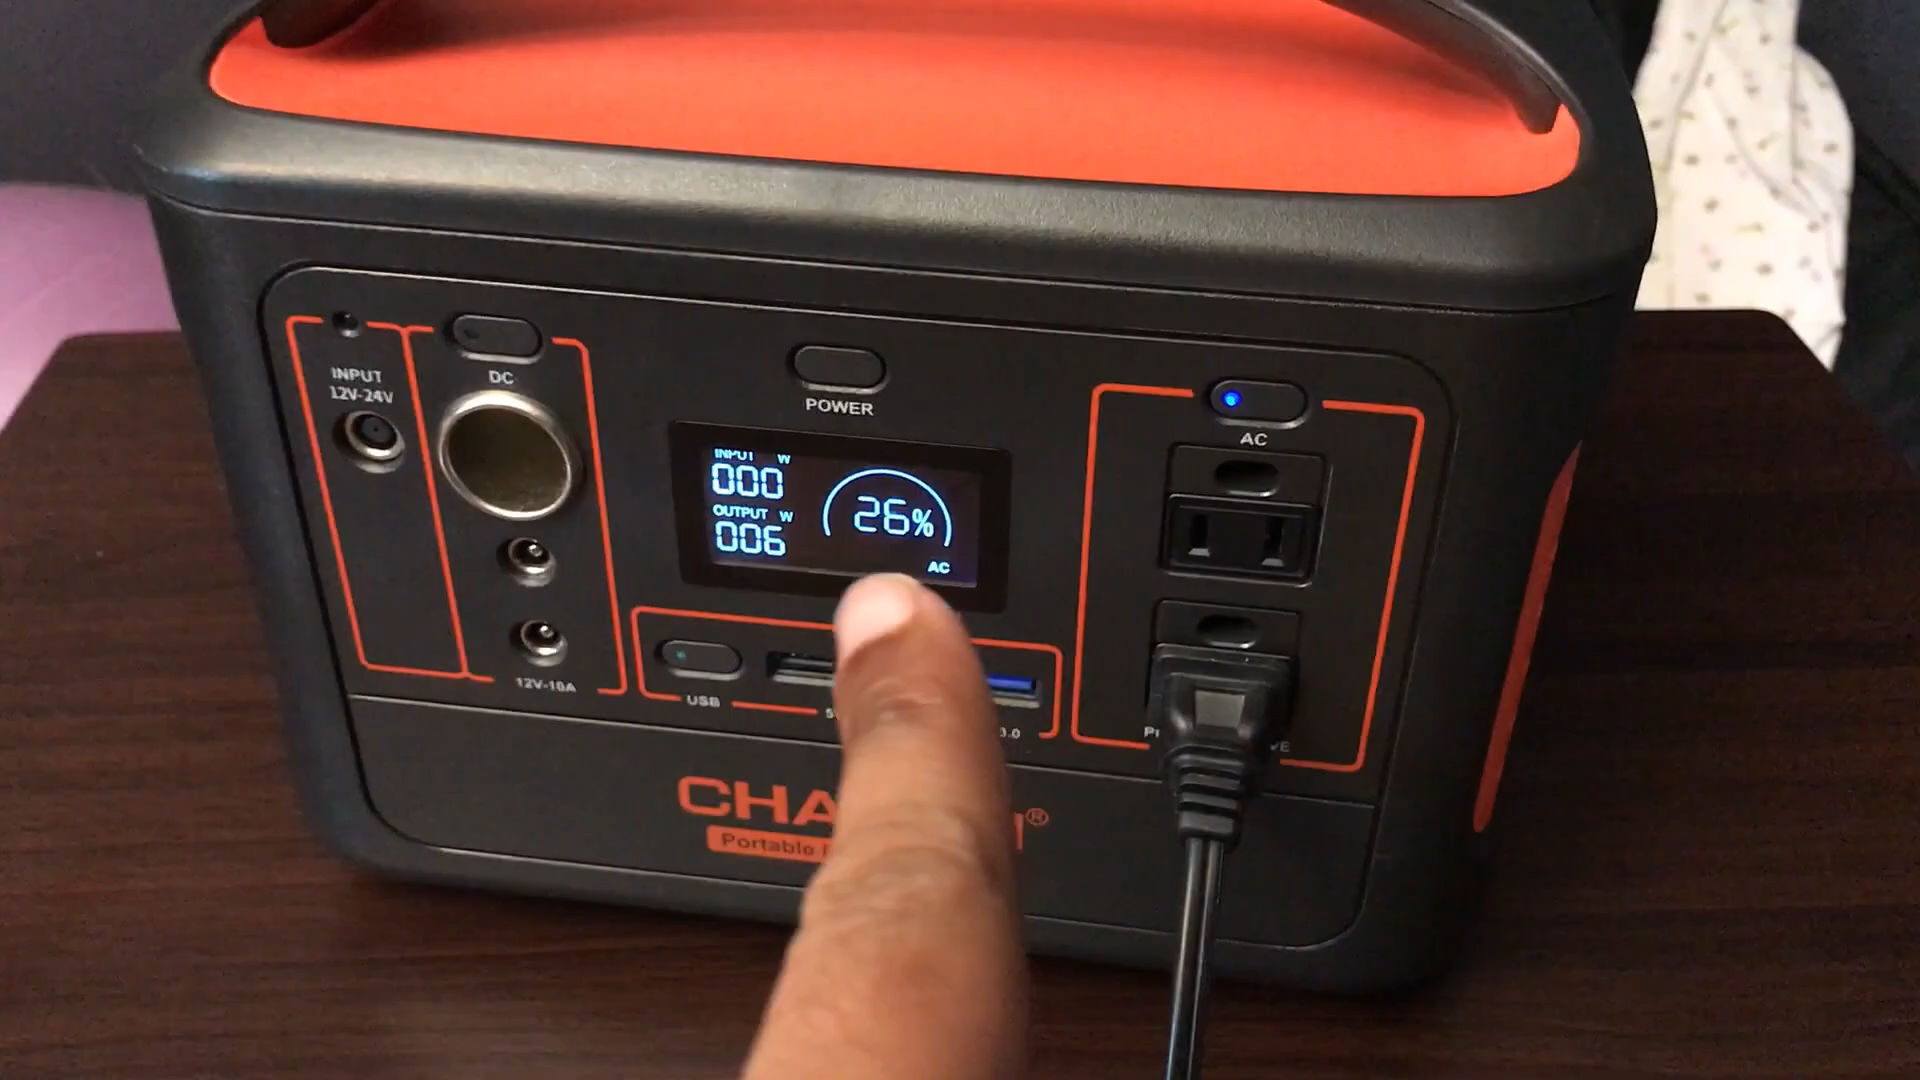 INPUT
12V-24V
DC
12V-10A
POWER
INPUT W
000
OUTPUT W
006
26%
AC
USB
3.0
AC
CHA
®
Portable